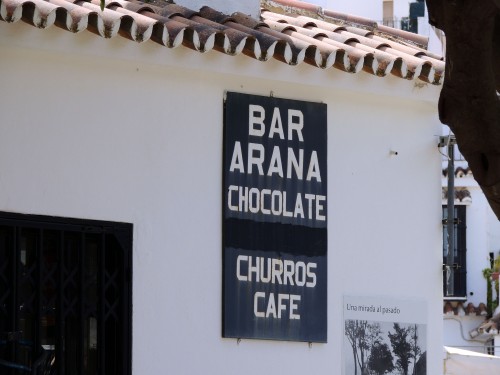 BAR
ARANA
CHOCOLATE
CHURROS
CAFE
Una mirada al pasado